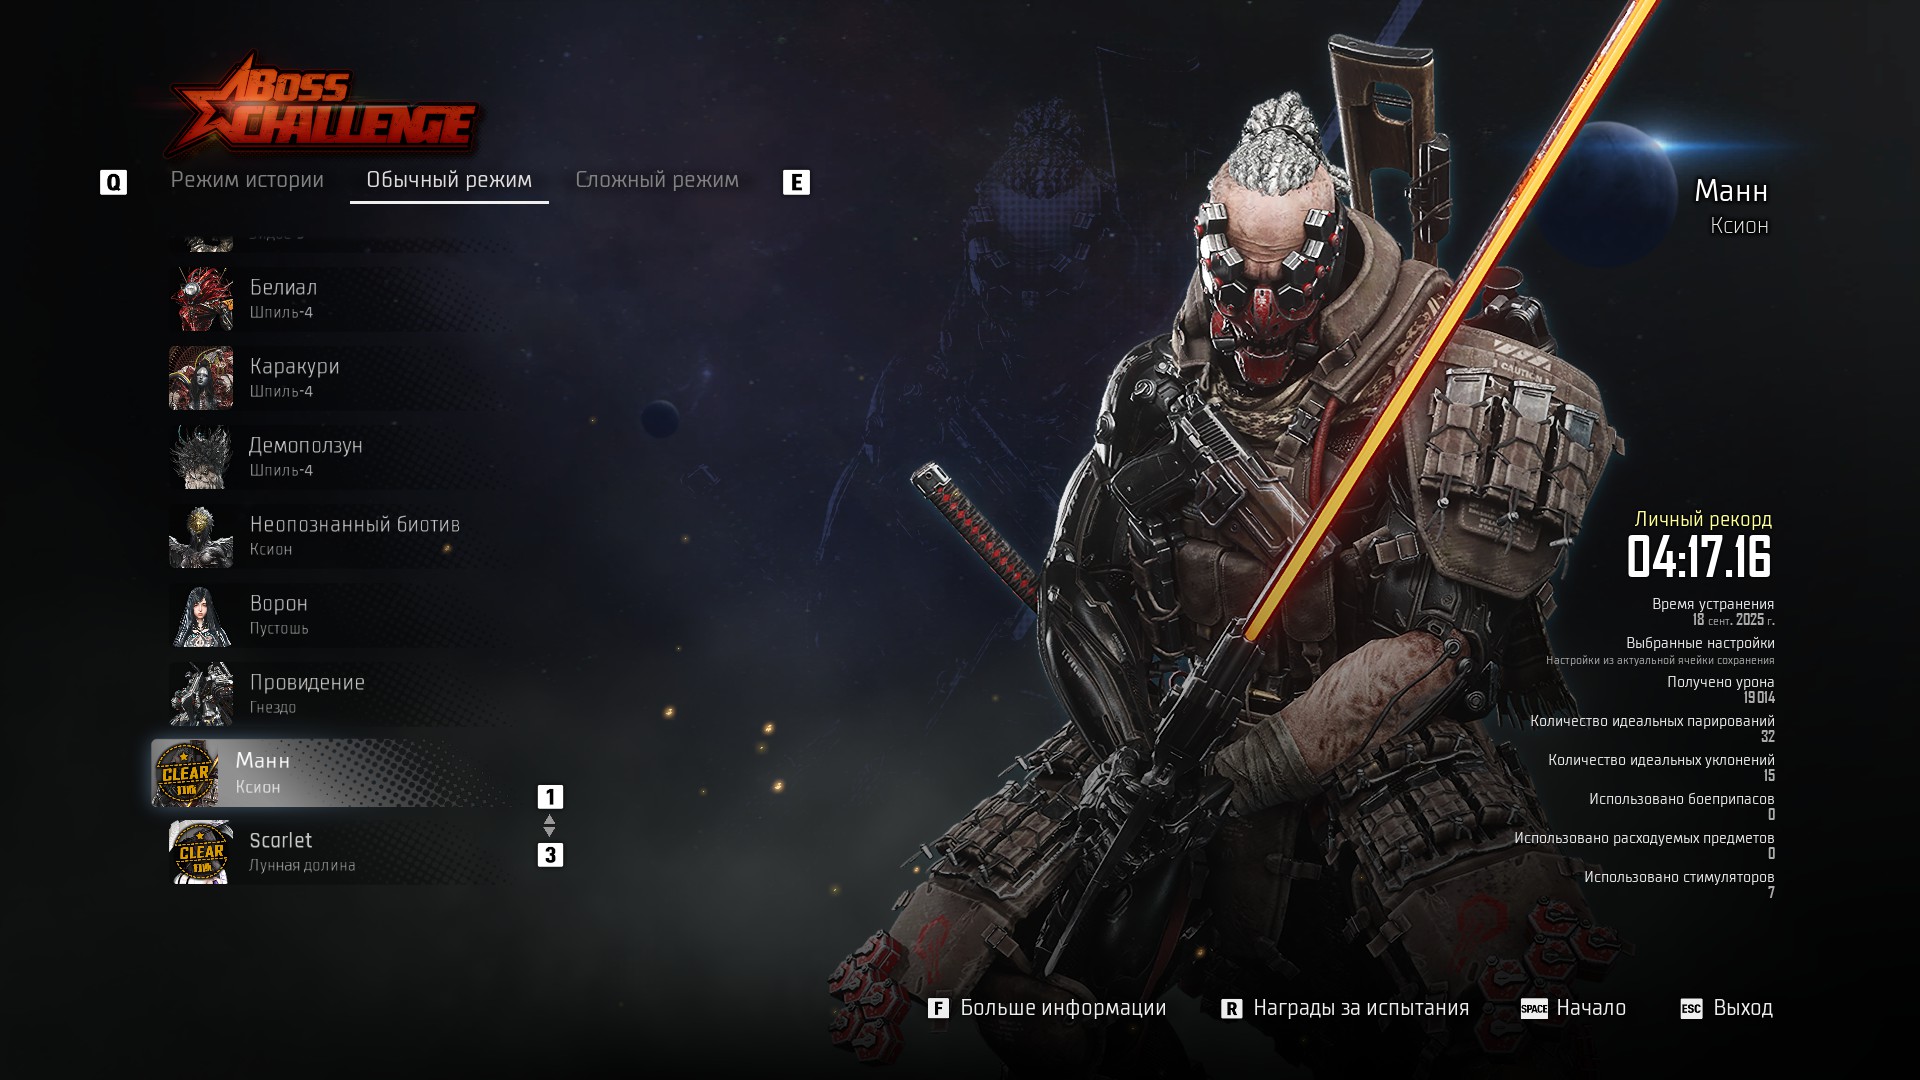 BOSS
CHALLENGE
Q
Режим истории
Обычный режим
Сложный режим
E
Белиал
Шпиль-4
Каракури
Шпиль-4
Демоползун
Шпиль-4
Неопознанный биотив
Ксион
Ворон
Пустошь
Провидение
Гнездо
CLEAR
Манн
Ксион
CLEAR
Scarlet
Лунная долина
1
3
CAUTION
Манн
Ксион
Личный рекорд
04:17.16
Время устранения
18 сент. 2025 г.
Выбранные настройки
Настройки из актуальной ячейки сохранения
Получено урона
19 014
Количество идеальных парирований
32
Количество идеальных уклонений
15
Использовано боеприпасов
0
Использовано расходуемых предметов
0
Использовано стимуляторов
7
F Больше информации
R Награды за испытания
SPACE Начало
ESC Выход